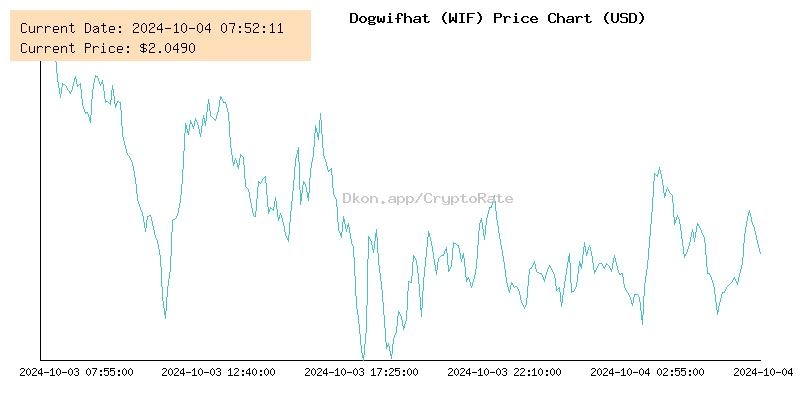 Dogwifhat (WIF) Price Chart (USD)
Current Date: 2024-10-04 07:52:11
Current Price: $2.0490
Dkon.app/CryptoRate
2024-10-03 07:55:00 2024-10-03 12:40:00 2024-10-03 17:25:00 2024-10-03 22:10:00 2024-10-04 02:55:00 2024-10-04